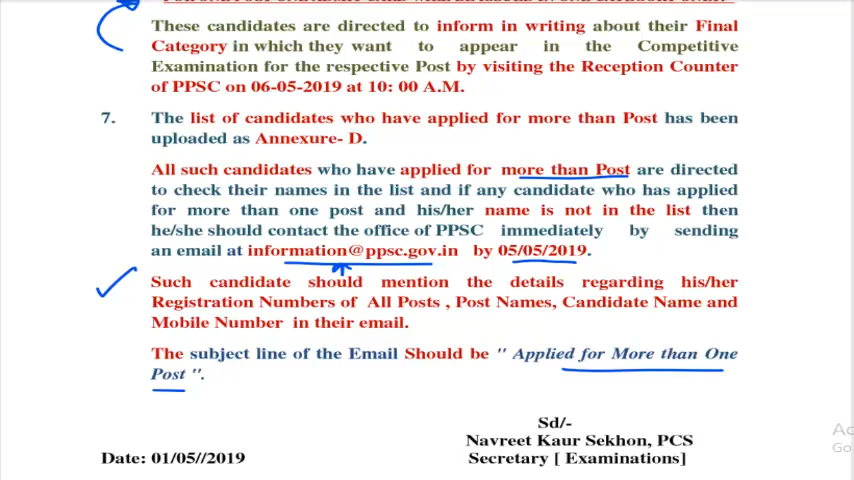 These candidates are directed to inform in writing about their Final
Category in which they want to appear in the Competitive
Examination for the respective Post by visiting the Reception Counter
of PPSC on 06-05-2019 at 10: 00 A.M.
7. The list of candidates who have applied for more than Post has been
uploaded as Annexure- D.
All such candidates who have applied for more than Post are directed
to check their names in the list and if any candidate who has applied
for more than one post and his/her name is not in the list then
he/she should contact the office of PPSC immediately by sending
an email at information@ppsc.gov.in by 05/05/2019.
Such candidate should mention the details regarding his/her
Registration Numbers of All Posts , Post Names, Candidate Name and
Mobile Number in their email.
The subject line of the Email Should be " Applied for More than One
Post ".
Sd/-
Navreet Kaur Sekhon, PCS
Date: 01/05//2019 Secretary [ Examinations]